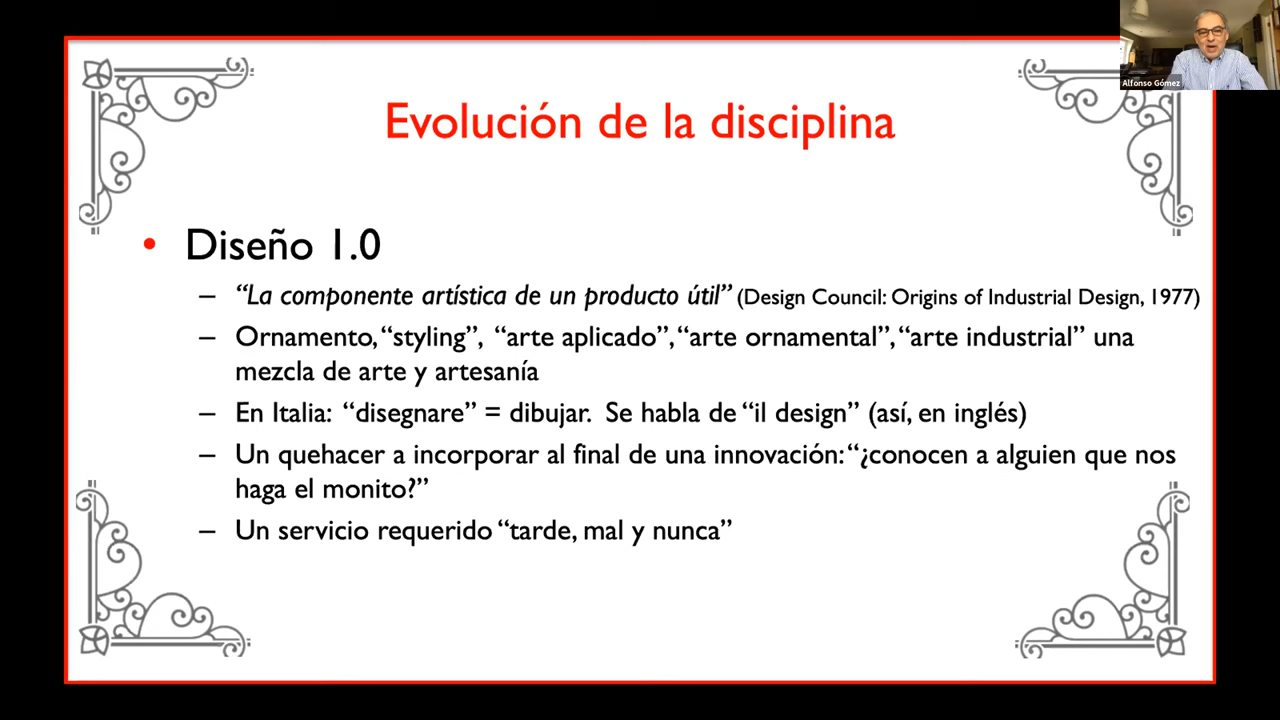 Alfonso Gómez
Evolución de la disciplina
• Diseño 1.0
– “La componente artística de un producto útil” (Design Council: Origins of Industrial Design, 1977)
– Ornamento, “styling”, “arte aplicado”, “arte ornamental”, “arte industrial” una
mezcla de arte y artesanía
– En Italia: “disegnare” = dibujar. Se habla de “il design” (así, en inglés)
– Un quehacer a incorporar al final de una innovación: “¿conocen a alguien que nos
haga el monito?”
– Un servicio requerido “tarde, mal y nunca”